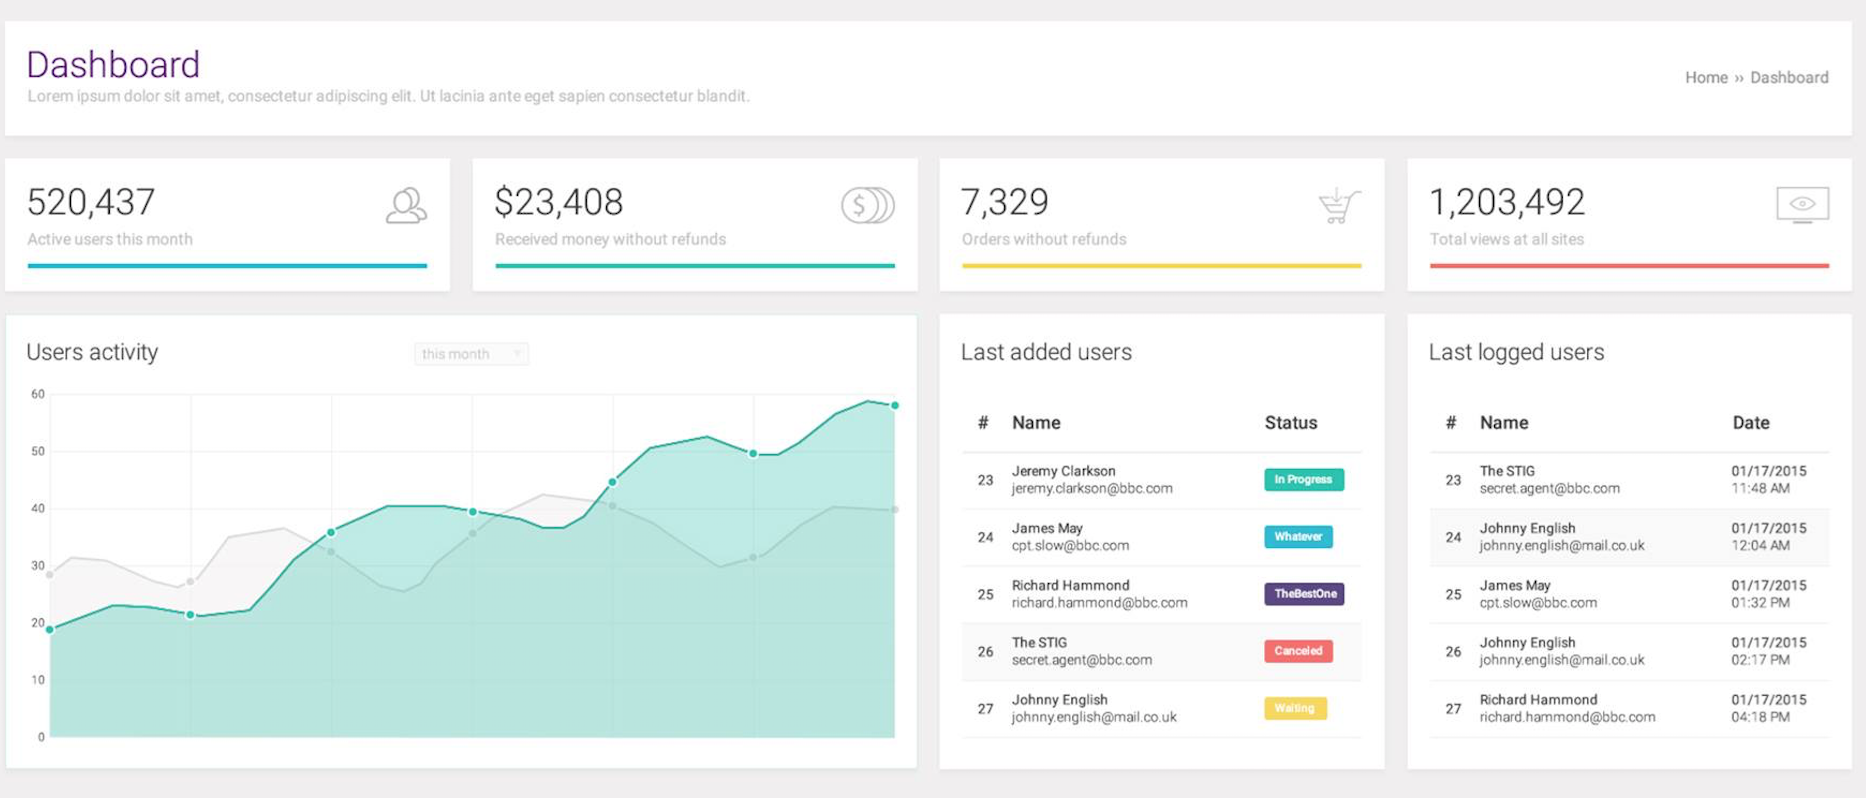 Dashboard
Lorem ipsum dolor sit amet, consectetur adipiscing elit. Ut lacinia ante eget sapien consectetur blandit.
Home ›› Dashboard
520,437
Active users this month
$23,408
Received money without refunds
7,329
Orders without refunds
1,203,492
Total views at all sites
Users activity
this month
60
50
40
30
20
10
0
Last added users
# Name Status
23 Jeremy Clarkson In Progress
jeremy.clarkson@bbc.com
24 James May Whatever
cpt.slow@bbc.com
25 Richard Hammond TheBestOne
richard.hammond@bbc.com
26 The STIG Canceled
secret.agent@bbc.com
27 Johnny English Waiting
johnny.english@mail.co.uk
Last logged users
# Name Date
23 The STIG 01/17/2015
secret.agent@bbc.com 11:48 AM
24 Johnny English 01/17/2015
johnny.english@mail.co.uk 12:04 AM
25 James May 01/17/2015
cpt.slow@bbc.com 01:32 PM
26 Johnny English 01/17/2015
johnny.english@mail.co.uk 02:17 PM
27 Richard Hammond 01/17/2015
richard.hammond@bbc.com 04:18 PM